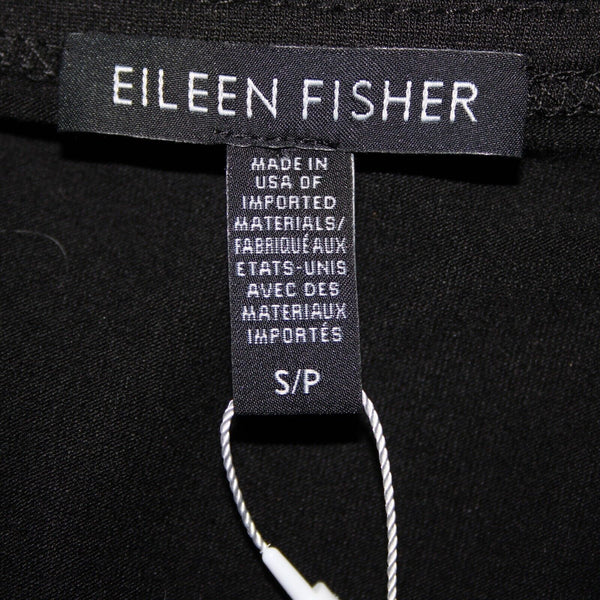 EILEEN FISHER
MADE IN
USA OF
IMPORTED
MATERIALS/
FABRIQUÉ AUX
ETATS-UNIS
AVEC DES
MATERIAUX
IMPORTÉS
S/P